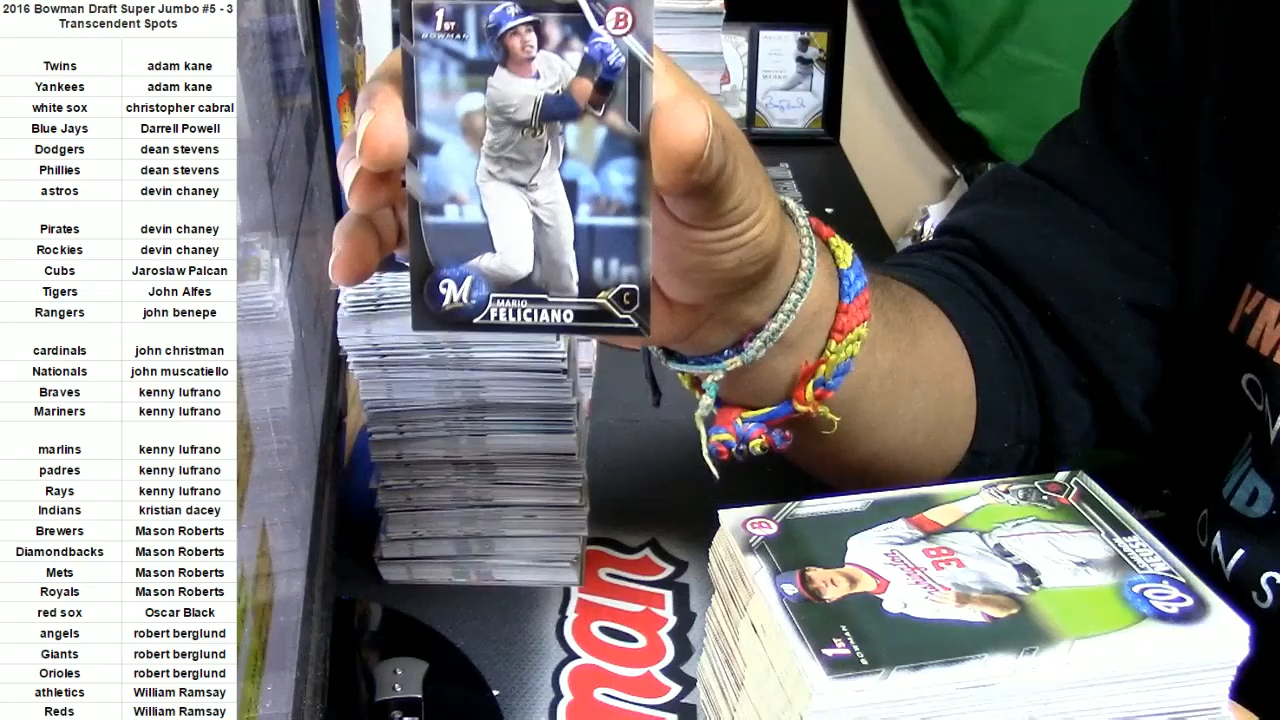 2016 Bowman Draft Super Jumbo #5 - 3
Transcendent Spots
Twins adam kane
Yankees adam kane
white sox christopher cabral
Blue Jays Darrell Powell
Dodgers dean stevens
Phillies dean stevens
astros devin chaney
Pirates devin chaney
Rockies devin chaney
Cubs Jaroslaw Palcan
Tigers John Alfes
Rangers john benepe
cardinals john christman
Nationals john muscatiello
Braves kenny lufrano
Mariners kenny lufrano
marlins kenny lufrano
padres kenny lufrano
Rays kenny lufrano
Indians kristian dacey
Brewers Mason Roberts
Diamondbacks Mason Roberts
Mets Mason Roberts
Royals Mason Roberts
red sox Oscar Black
angels robert berglund
Giants robert berglund
Orioles robert berglund
athletics William Ramsay
Reds William Ramsay
1ST
BOWMAN
B
M
MARIO
FELICIANO
C
B
38
Nationals
SHELDON
NEUSE
W
1ST
BOWMAN
I'M